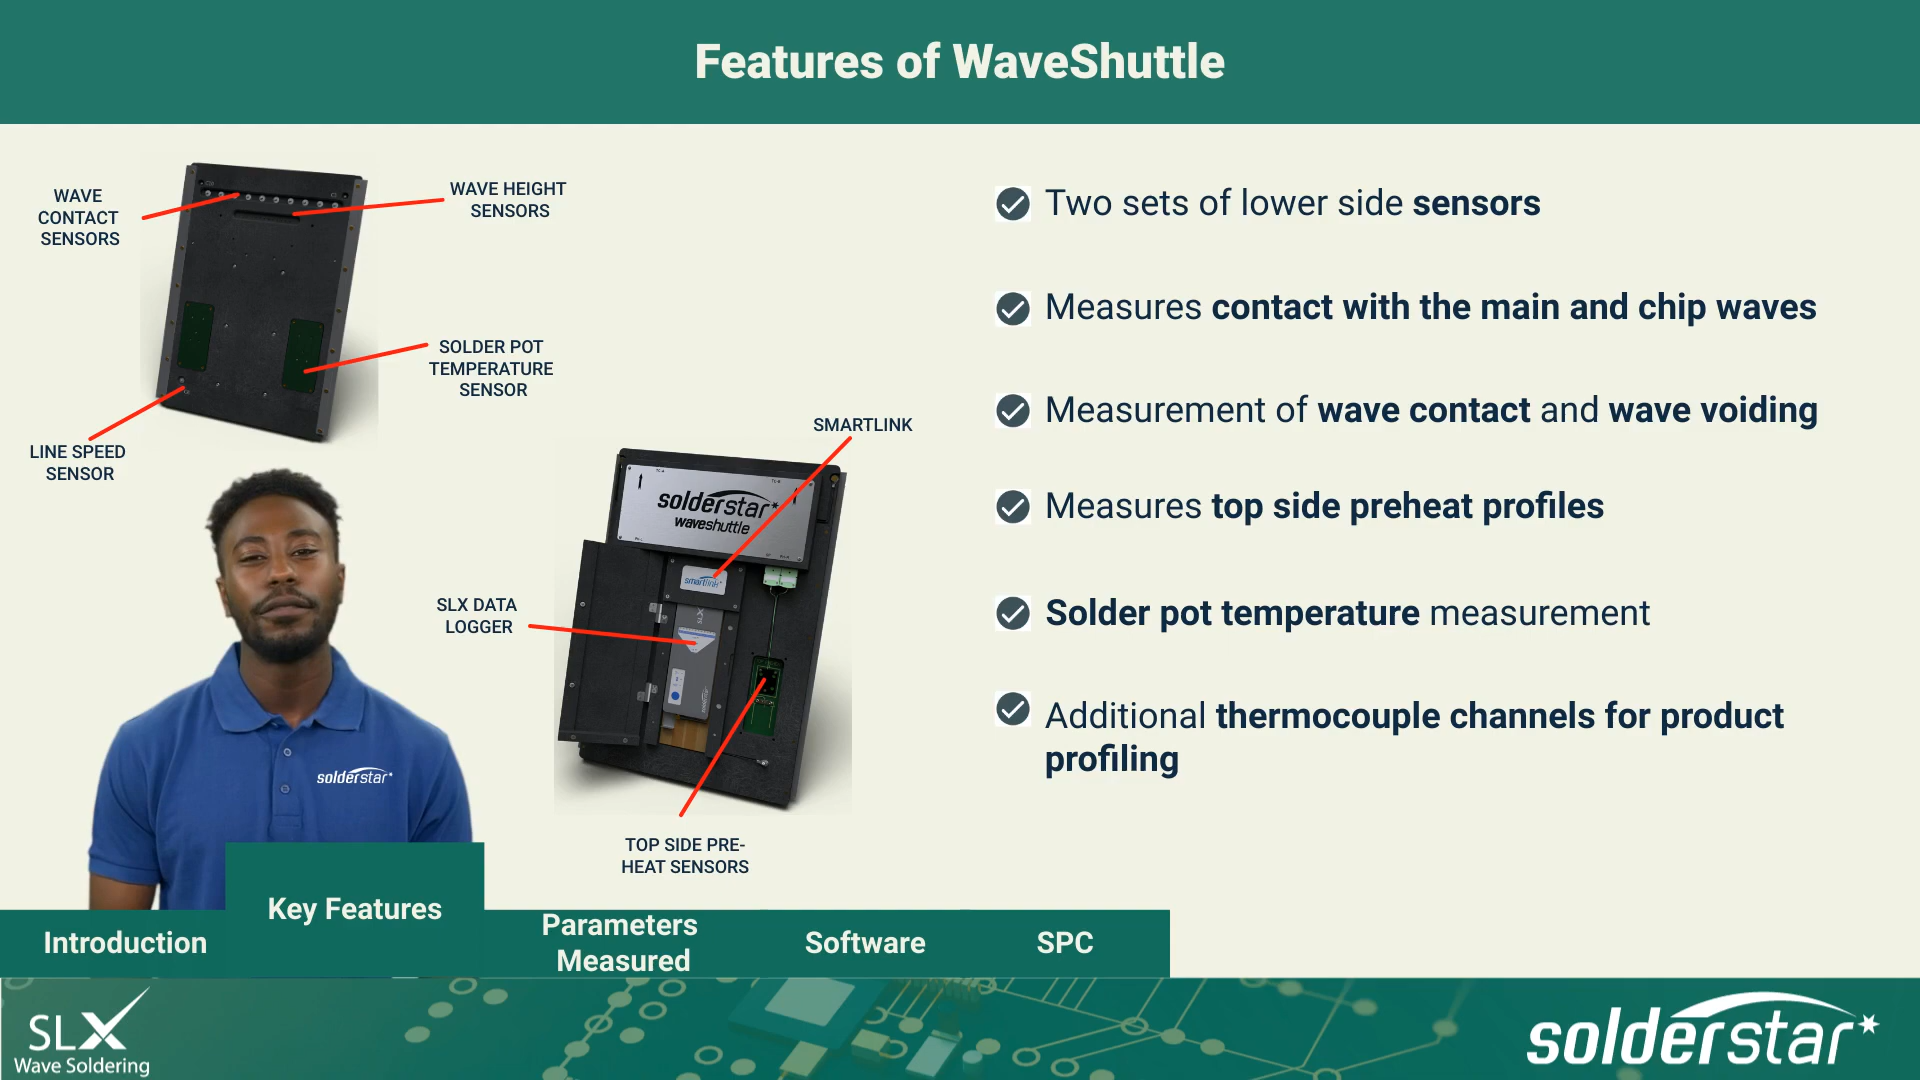 Features of WaveShuttle
WAVE
CONTACT
SENSORS
WAVE HEIGHT
SENSORS
SOLDER POT
TEMPERATURE
SENSOR
LINE SPEED
SENSOR
SMARTLINK
solderstar
waveshuttle
smartlink
SLX
SLX DATA
LOGGER
TOP SIDE PRE-
HEAT SENSORS
solderstar
Two sets of lower side sensors
Measures contact with the main and chip waves
Measurement of wave contact and wave voiding
Measures top side preheat profiles
Solder pot temperature measurement
Additional thermocouple channels for product
profiling
Introduction
Key Features
Parameters
Measured
Software
SPC
SLX
Wave Soldering
solderstar